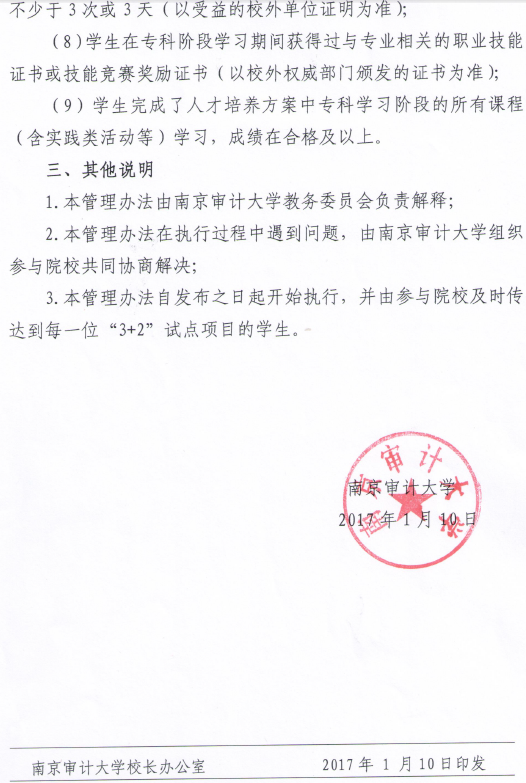 不少于 3 次或 3 天（以受益的校外单位证明为准）；
（8）学生在专科阶段学习期间获得过与专业相关的职业技能
证书或技能竞赛奖励证书（以校外权威部门颁发的证书为准）；
（9）学生完成了人才培养方案中专科学习阶段的所有课程
（含实践类活动等）学习，成绩在合格及以上。
三、其他说明
1.本管理办法由南京审计大学教务委员会负责解释；
2.本管理办法在执行过程中遇到问题，由南京审计大学组织
参与院校共同协商解决；
3.本管理办法自发布之日起开始执行，并由参与院校及时传
达到每一位“3+2”试点项目的学生。
南京审计大学
南京审计大学
2017 年 1 月 10 日
南京审计大学校长办公室 2017 年 1 月 10 日印发